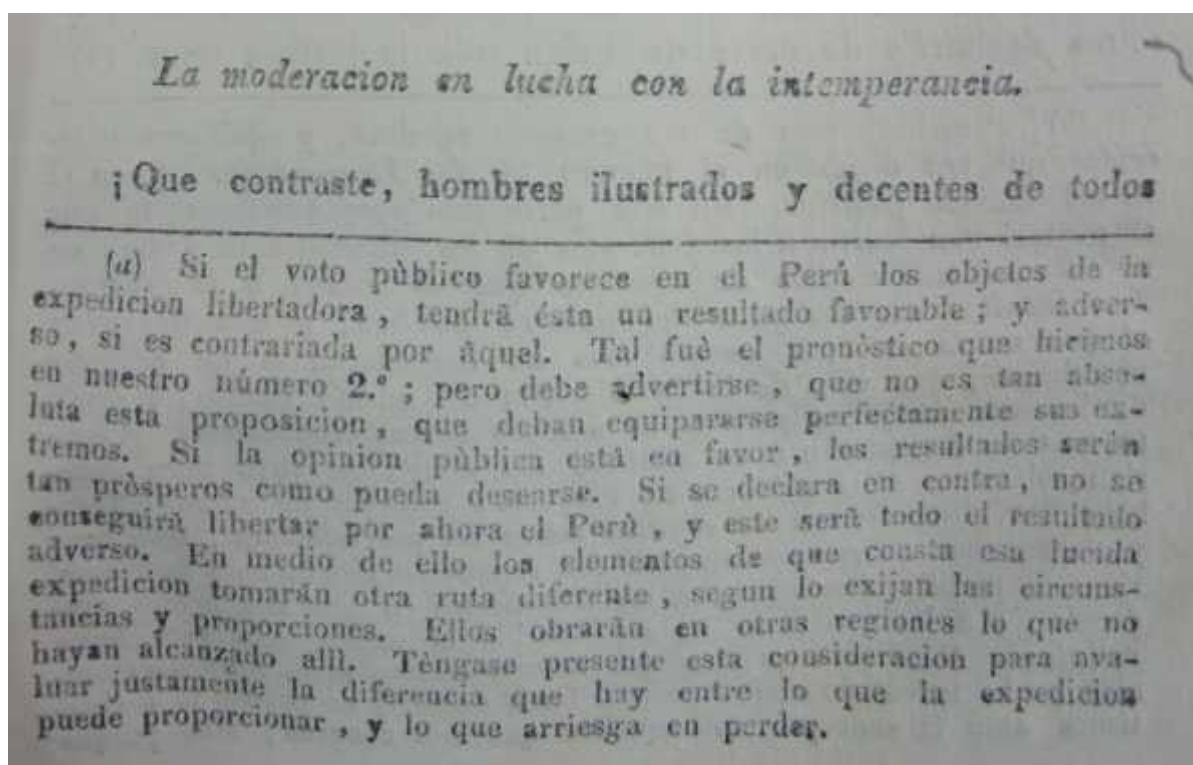 La moderacion en lucha con la intemperancia.
¡Que contraste, hombres ilustrados y decentes de todos
(a) Si el voto pùblico favorece en el Perú los objetos de la
expedicion libertadora, tendrà ésta un resultado favorable; y adver-
so, si es contrariada por àquel. Tal fuè el pronòstico que hicimos
en nuestro número 2.º; pero debe advertirse, que no es tan abso-
luta esta proposicion, que deban equipararse perfectamente sus ex-
tremos. Si la opinion pùblica està en favor, los resultados seràn
tan pròsperos como pueda desearse. Si se declara en contra, no se
conseguirà libertar por ahora el Perù, y este serà todo el resultado
adverso. En medio de ello los elementos de que consta esa lucida
expedicion tomaràn otra ruta diferente, segun lo exijan las circuns-
tancias y proporciones. Ellos obraràn en otras regiones lo que no
hayan alcanzado allì. Tèngase presente esta consideracion para ava-
luar justamente la diferencia que hay entre lo que la expedicion
puede proporcionar, y lo que arriesga en perder.